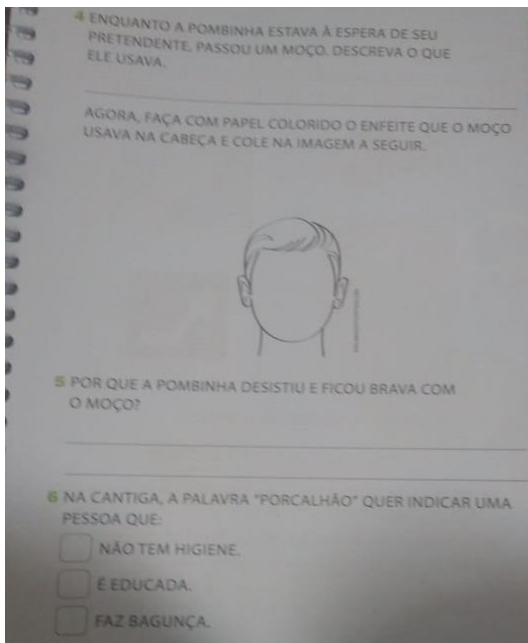 4 ENQUANTO A POMBINHA ESTAVA À ESPERA DE SEU
PRETENDENTE, PASSOU UM MOÇO. DESCREVA O QUE
ELE USAVA.
AGORA, FAÇA COM PAPEL COLORIDO O ENFEITE QUE O MOÇO
USAVA NA CABEÇA E COLE NA IMAGEM A SEGUIR.
5 POR QUE A POMBINHA DESISTIU E FICOU BRAVA COM
O MOÇO?
6 NA CANTIGA, A PALAVRA "PORCALHÃO" QUER INDICAR UMA
PESSOA QUE:
NÃO TEM HIGIENE.
É EDUCADA.
FAZ BAGUNÇA.